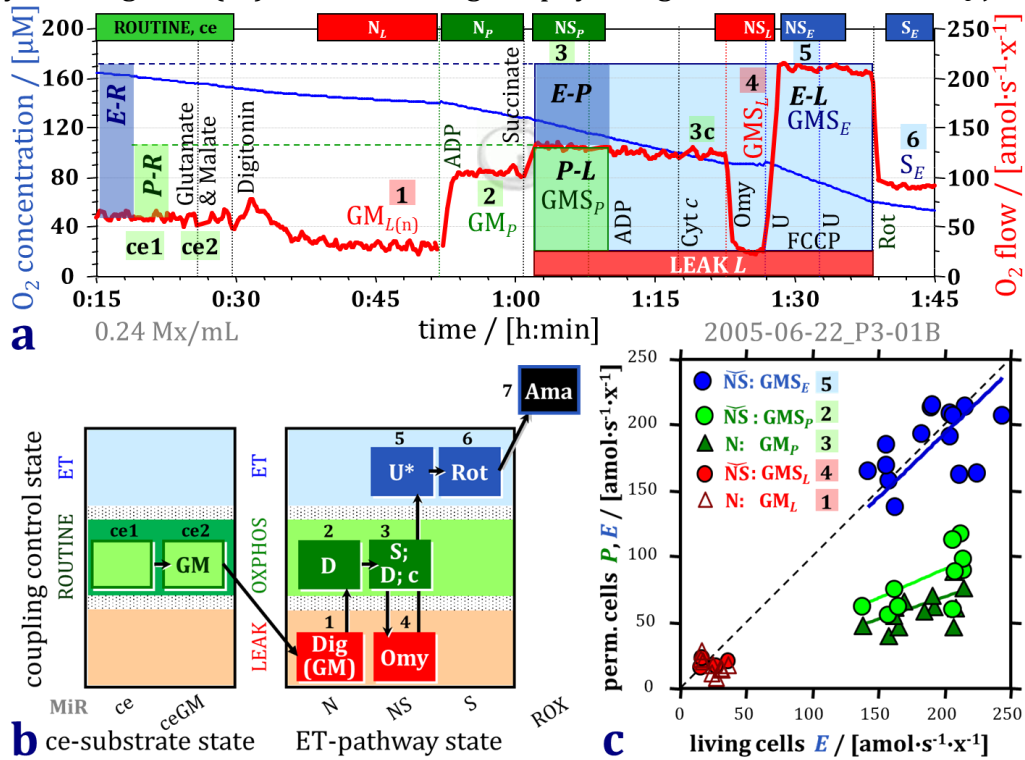 ROUTINE, ce
N_L
N_P
NS_P
NS_L
NS_E
S_E
O₂ concentration / [µM]
200
160
120
80
40
0
E-R
P-R
ce1
ce2
Glutamate & Malate
Digitonin
1
GM_L(n)
ADP
2
GM_P
Succinate
3
E-P
P-L
GMS_P
ADP
3c
Cyt c
4
GMS_L
Omy
5
E-L
GMS_E
U
U
FCCP
Rot
6
S_E
LEAK L
250
200
150
100
50
0
O₂ flow / [amol·s⁻¹·x⁻¹]
0:15
0:30
0:45
1:00
1:15
1:30
1:45
a
0.24 Mx/mL
time / [h:min]
2005-06-22_P3-01B
coupling control state
ET
ROUTINE
ce1
ce2
GM
ET
OXPHOS
LEAK
5
U*
6
Rot
7
Ama
2
D
3
S;
D; c
1
Dig
(GM)
4
Omy
MiR
ce
ceGM
N
NS
S
ROX
b
ce-substrate state
ET-pathway state
perm. cells P, E / [amol·s⁻¹·x⁻¹]
250
200
150
100
50
0
N͡S: GMS_E 5
N͡S: GMS_P 2
N: GM_P 3
N͡S: GMS_L 4
N: GM_L 1
0
50
100
150
200
250
c
living cells E / [amol·s⁻¹·x⁻¹]